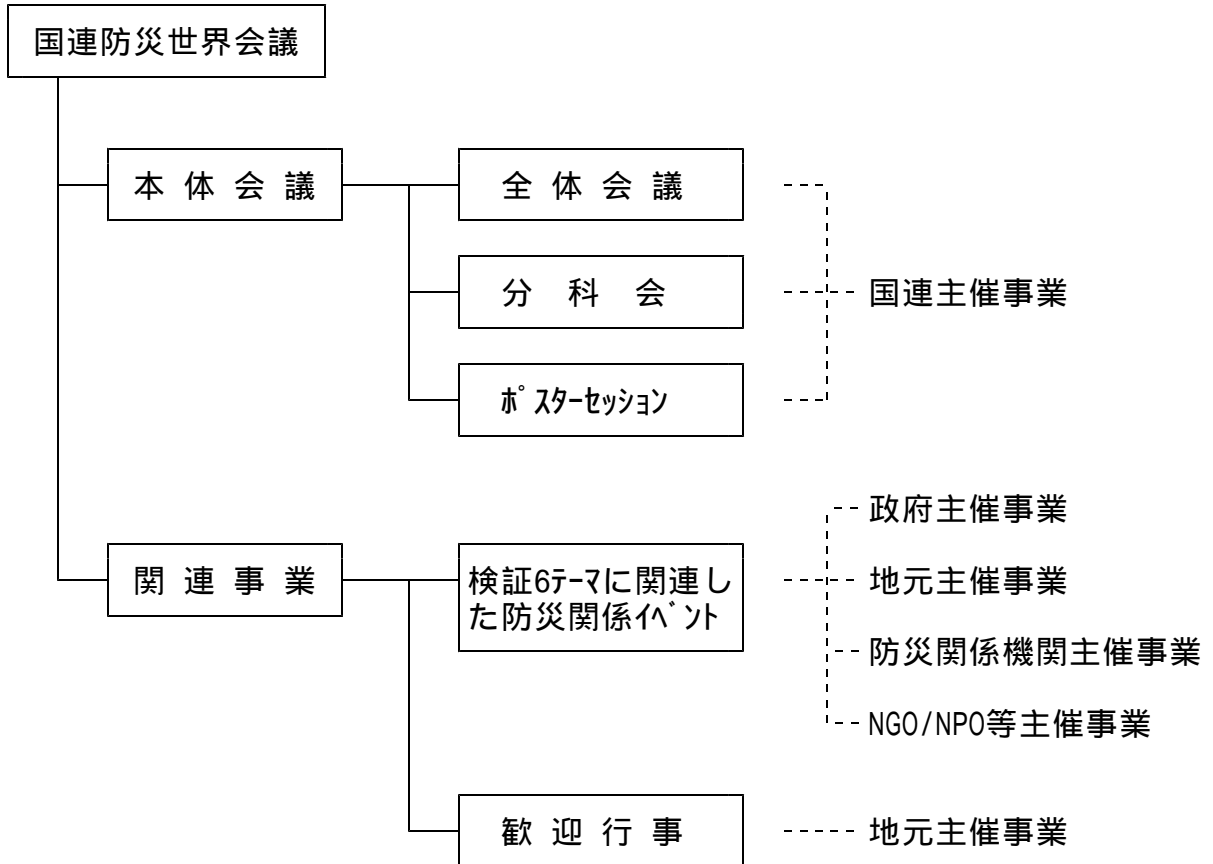 国連防災世界会議
本体会議
全体会議
分科会
国連主催事業
ﾎﾟｽﾀｰｾｯｼｮﾝ
政府主催事業
関連事業
検証6ﾃｰﾏに関連し
た防災関係ｲﾍﾞﾝﾄ
地元主催事業
防災関係機関主催事業
NGO/NPO等主催事業
歓迎行事
地元主催事業